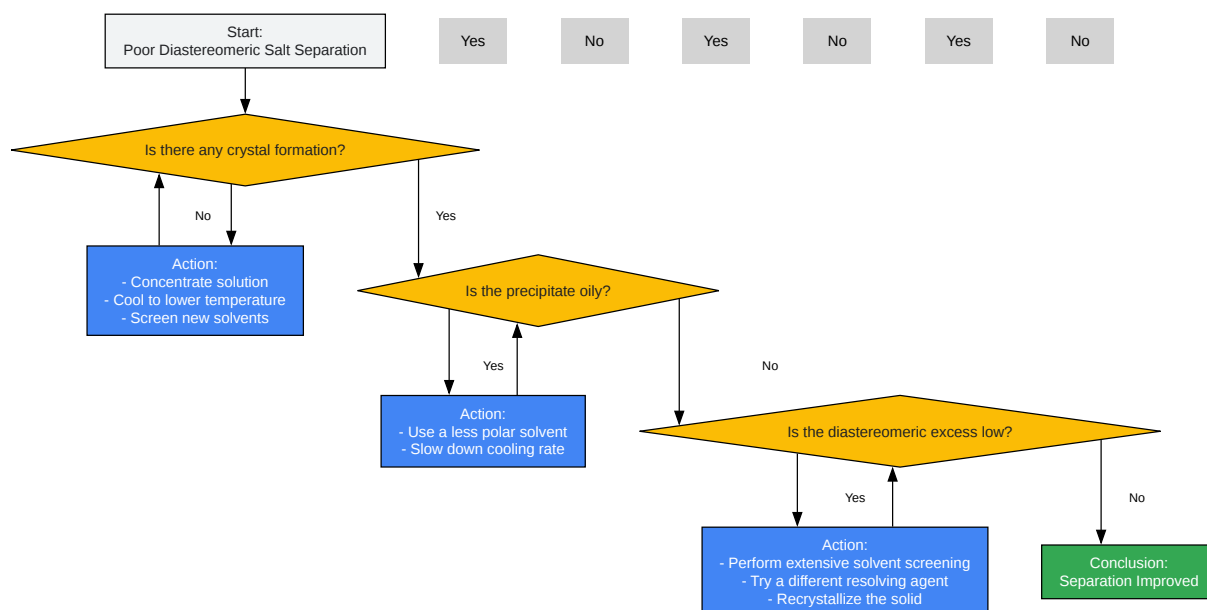 Start:
Poor Diastereomeric Salt Separation
Yes
No
Yes
No
Yes
No
Is there any crystal formation?
No
Yes
Action:
- Concentrate solution
- Cool to lower temperature
- Screen new solvents
Is the precipitate oily?
Yes
No
Action:
- Use a less polar solvent
- Slow down cooling rate
Is the diastereomeric excess low?
Yes
No
Action:
- Perform extensive solvent screening
- Try a different resolving agent
- Recrystallize the solid
Conclusion:
Separation Improved